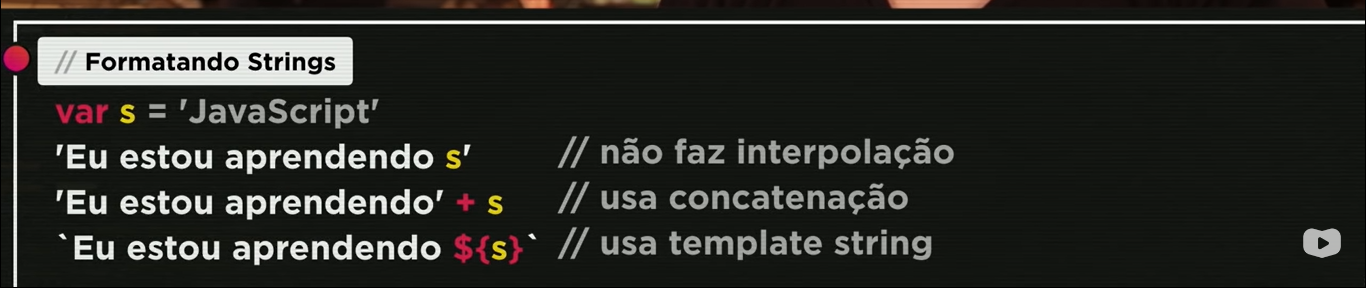 // Formatando Strings
var s = 'JavaScript'
'Eu estou aprendendo s' // não faz interpolação
'Eu estou aprendendo' + s // usa concatenação
`Eu estou aprendendo ${s}` // usa template string